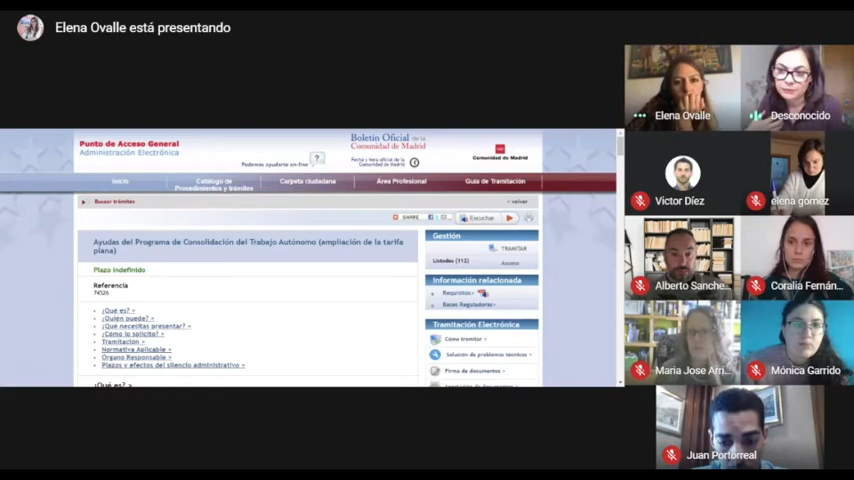 Elena Ovalle está presentando
Punto de Acceso General
Administración Electrónica
Podemos ayudarte on-line
?
Boletín Oficial de la
Comunidad de Madrid
Comunidad de Madrid
Inicio
Catálogo de
Procedimientos y trámites
Carpeta ciudadana
Área Profesional
Guía de Tramitación
Buscar trámites
volver
SHARE
Escuchar
Ayudas del Programa de Consolidación del Trabajo Autónomo (ampliación de la tarifa
plana)
Plazo indefinido
Referencia
74526
¿Qué es? >
¿Quién puede? >
¿Qué necesitas presentar? >
¿Cómo lo solicito? >
Tramitación >
Normativa Aplicable >
Órgano Responsable >
Plazos y efectos del silencio administrativo >
¿Qué es? >
Gestión
TRAMITAR
Listados (112)
Acceso
Información relacionada
Requisitos
Bases Reguladoras
Tramitación Electrónica
Cómo tramitar
Solución de problemas técnicos
Firma de documentos
Elena Ovalle
Desconocido
Victor Díez
elena gómez
Alberto Sanche...
Coralia Fernán...
Maria Jose Arri...
Mónica Garrido
Juan Portorreal